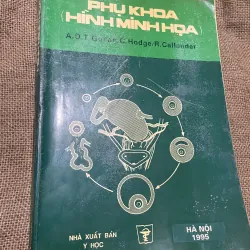 PHỤ KHOA
HÌNH MINH HỌA
A.D.T. Govan, C. Hodge, R. Callander
NHÀ XUẤT BẢN
Y HỌC
HÀ NỘI
1995